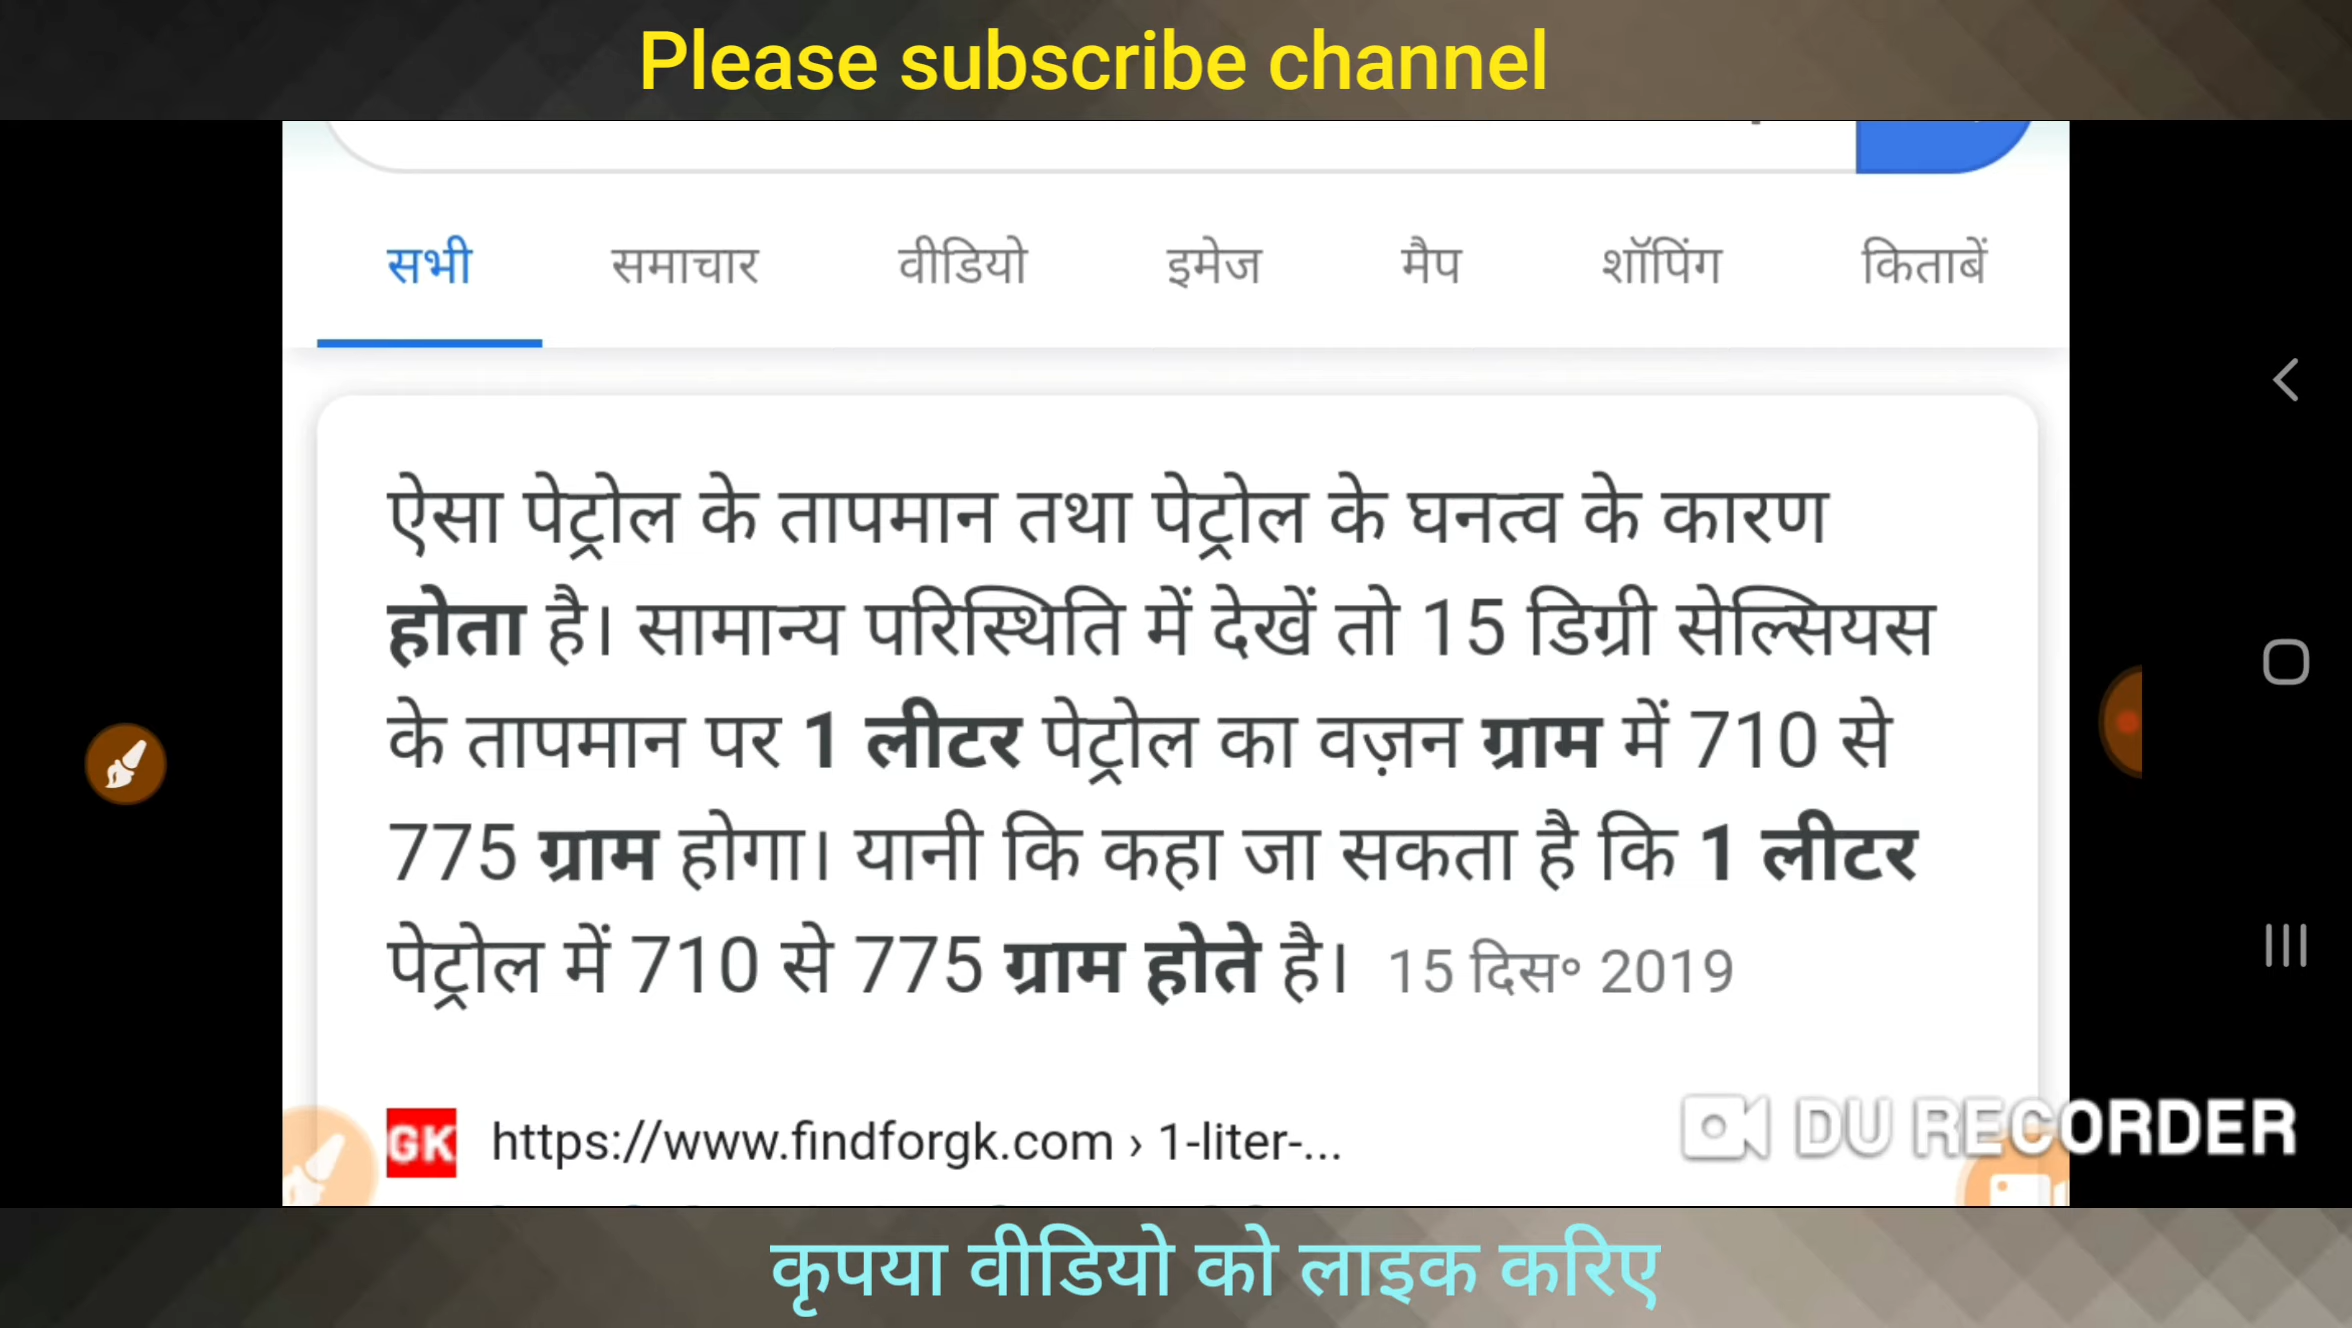 Please subscribe channel
सभी समाचार वीडियो इमेज मैप शॉपिंग किताबें
ऐसा पेट्रोल के तापमान तथा पेट्रोल के घनत्व के कारण
होता है। सामान्य परिस्थिति में देखें तो 15 डिग्री सेल्सियस
के तापमान पर 1 लीटर पेट्रोल का वज़न ग्राम में 710 से
775 ग्राम होगा। यानी कि कहा जा सकता है कि 1 लीटर
पेट्रोल में 710 से 775 ग्राम होते है। 15 दिस॰ 2019
GK https://www.findforgk.com › 1-liter-...
DU RECORDER
कृपया वीडियो को लाइक करिए